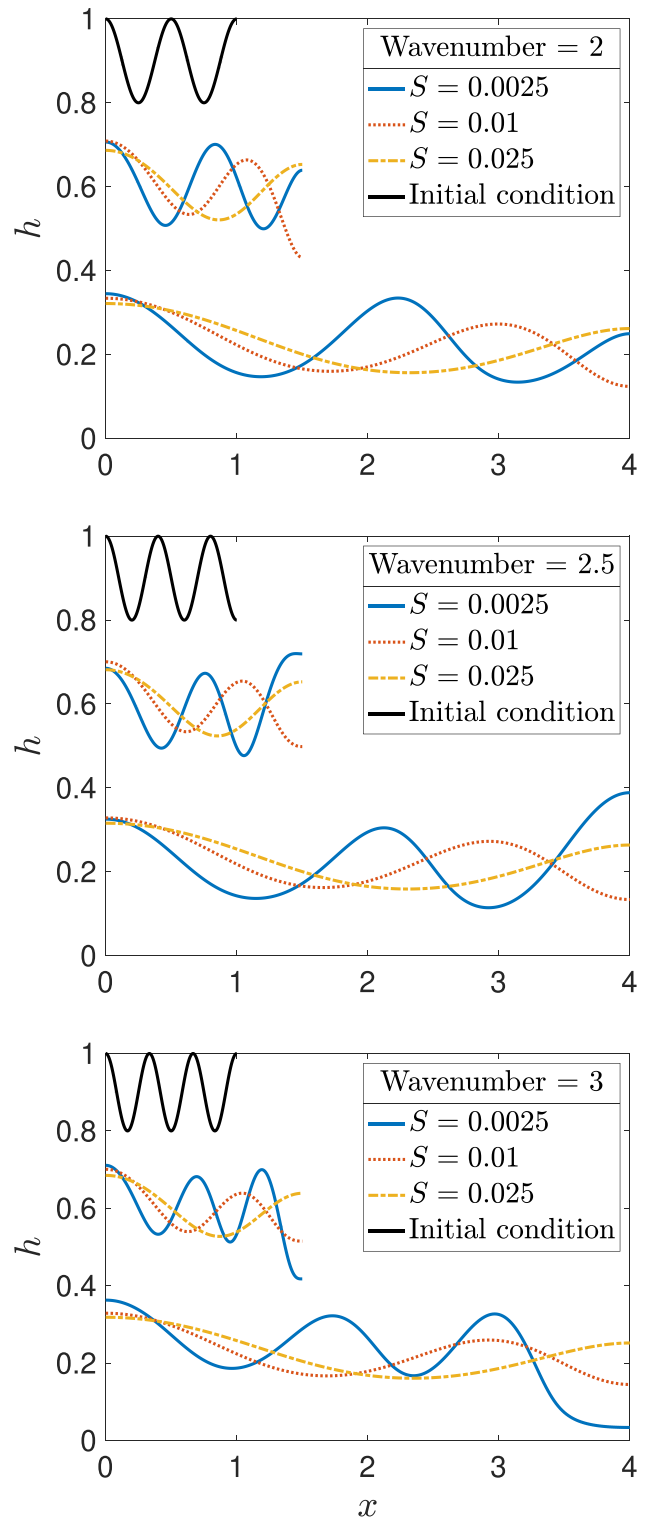 1
Wavenumber = 2
S = 0.0025
0.8
S = 0.01
S = 0.025
Initial condition
0.6
h
0.4
0.2
0
0 1 2 3 4
1
Wavenumber = 2.5
S = 0.0025
0.8
S = 0.01
S = 0.025
Initial condition
0.6
h
0.4
0.2
0
0 1 2 3 4
1
Wavenumber = 3
S = 0.0025
0.8
S = 0.01
S = 0.025
Initial condition
0.6
h
0.4
0.2
0
0 1 2 3 4
x